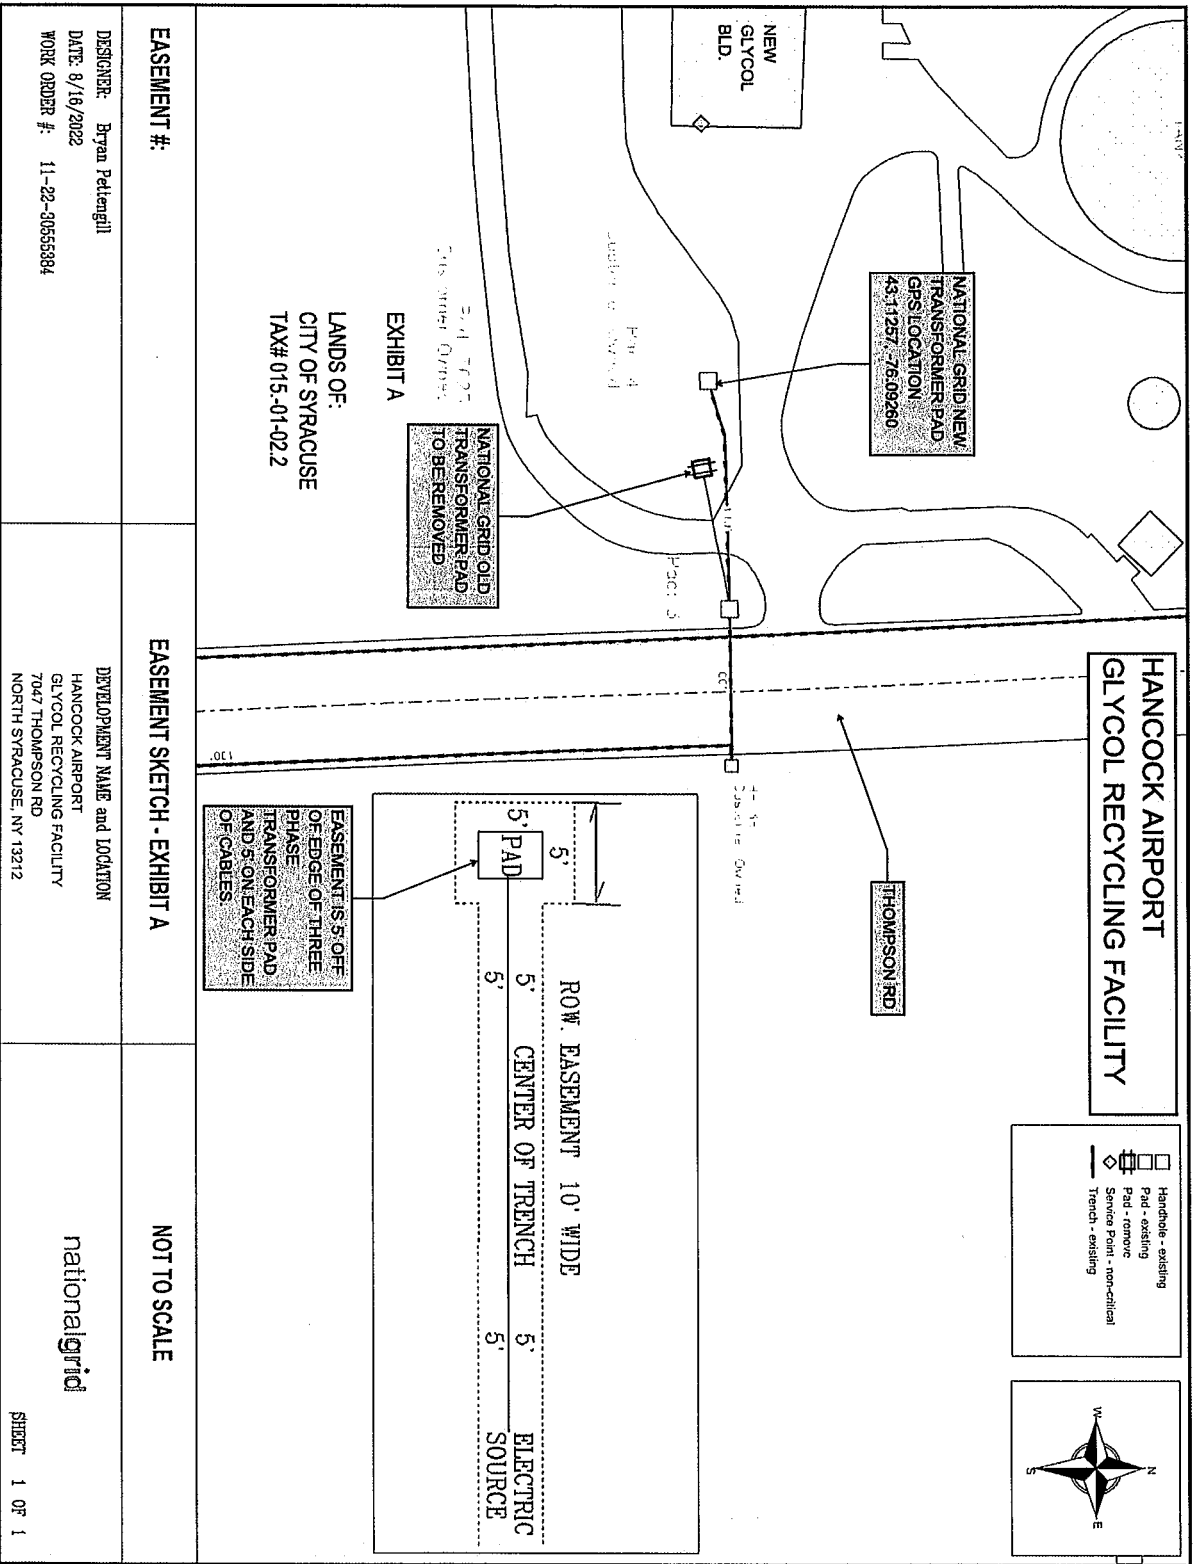 HANCOCK AIRPORT
GLYCOL RECYCLING FACILITY
Handhole - existing
Pad - existing
Pad - remove
Service Point - non-critical
Trench - existing
N
W
E
S
NEW
GLYCOL
BLD.
NATIONAL GRID NEW
TRANSFORMER PAD
GPS LOCATION
43.11257, -76.09260
THOMPSON RD
NATIONAL GRID OLD
TRANSFORMER PAD
TO BE REMOVED
EXHIBIT A
LANDS OF:
CITY OF SYRACUSE
TAX# 015.-01-02.2
130'
ROW. EASEMENT 10' WIDE
5'
5'
PAD
5'
5'
CENTER OF TRENCH
5'
5'
ELECTRIC
SOURCE
EASEMENT IS 5' OFF
OF EDGE OF THREE
PHASE
TRANSFORMER PAD
AND 5' ON EACH SIDE
OF CABLES
EASEMENT #:
EASEMENT SKETCH - EXHIBIT A
NOT TO SCALE
DESIGNER: Bryan Pettengill
DATE: 8/16/2022
WORK ORDER #: 11-22-30555384
DEVELOPMENT NAME and LOCATION
HANCOCK AIRPORT
GLYCOL RECYCLING FACILITY
7047 THOMPSON RD
NORTH SYRACUSE, NY 13212
nationalgrid
SHEET 1 OF 1